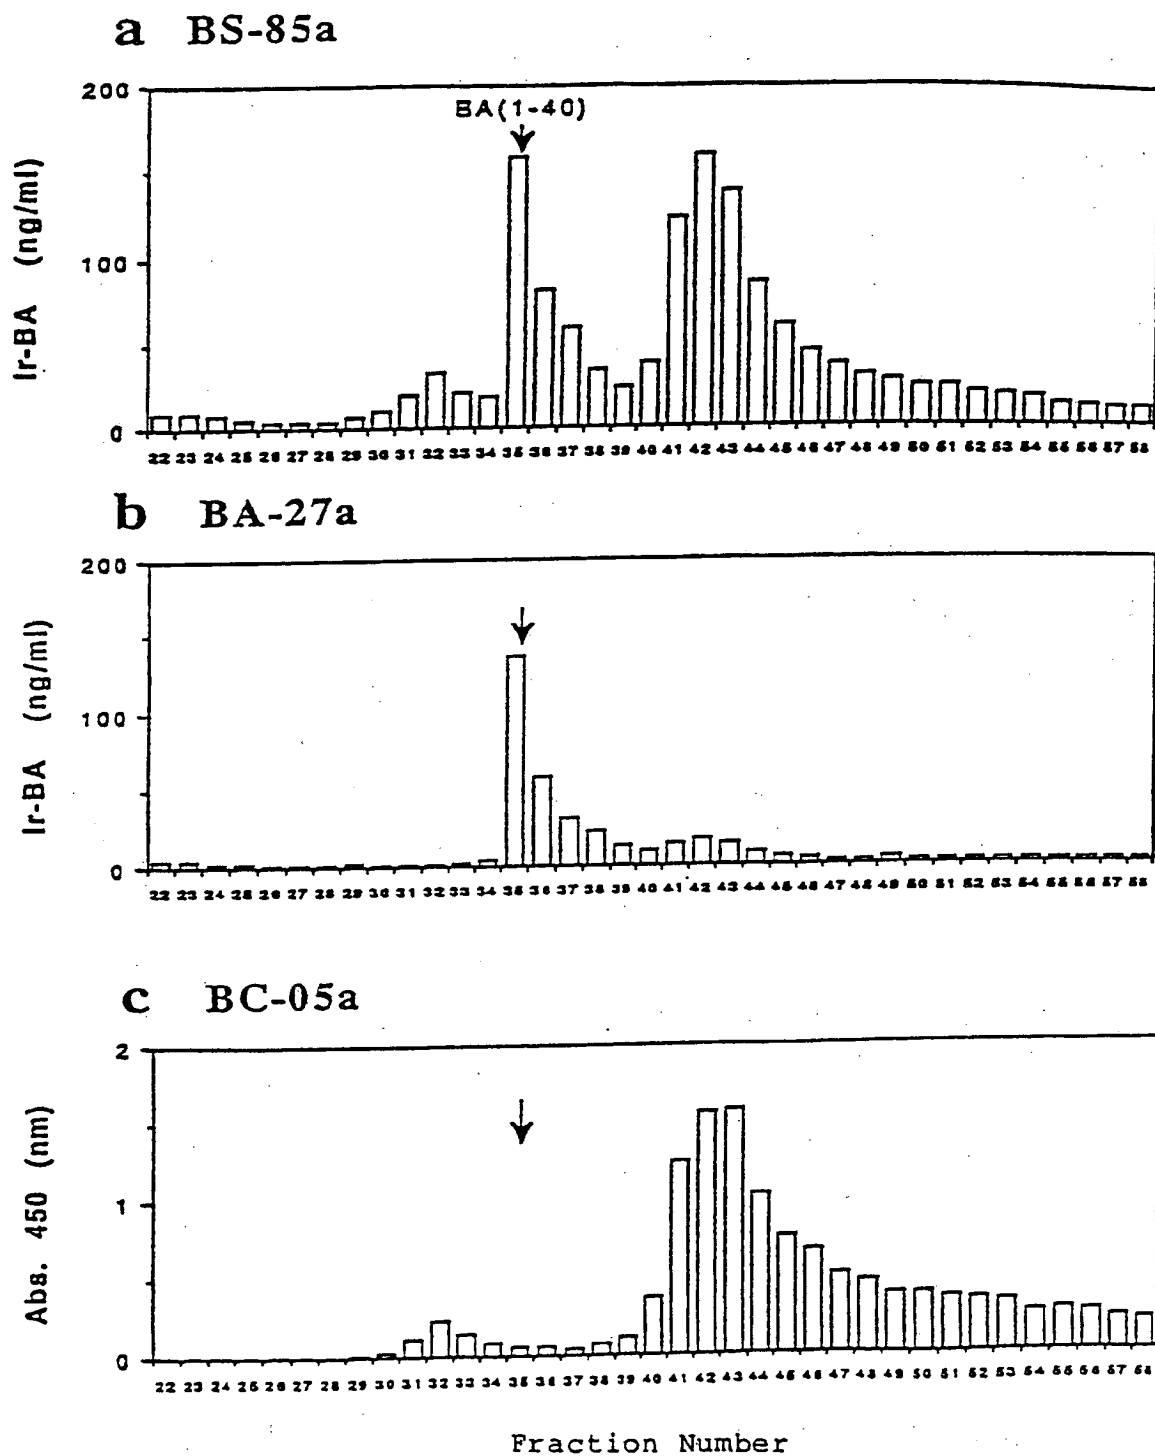 a BS-85a
200
BA(1-40)
Ir-BA (ng/ml)
100
0
22 23 24 25 26 27 28 29 30 31 32 33 34 35 36 37 38 39 40 41 42 43 44 45 46 47 48 49 50 51 52 53 54 55 56 57 58
b BA-27a
200
Ir-BA (ng/ml)
100
0
22 23 24 25 26 27 28 29 30 31 32 33 34 35 36 37 38 39 40 41 42 43 44 45 46 47 48 49 50 51 52 53 54 55 56 57 58
c BC-05a
2
Abs. 450 (nm)
1
0
22 23 24 25 26 27 28 29 30 31 32 33 34 35 36 37 38 39 40 41 42 43 44 45 46 47 48 49 50 51 52 53 54 55 56 57 58
Fraction Number